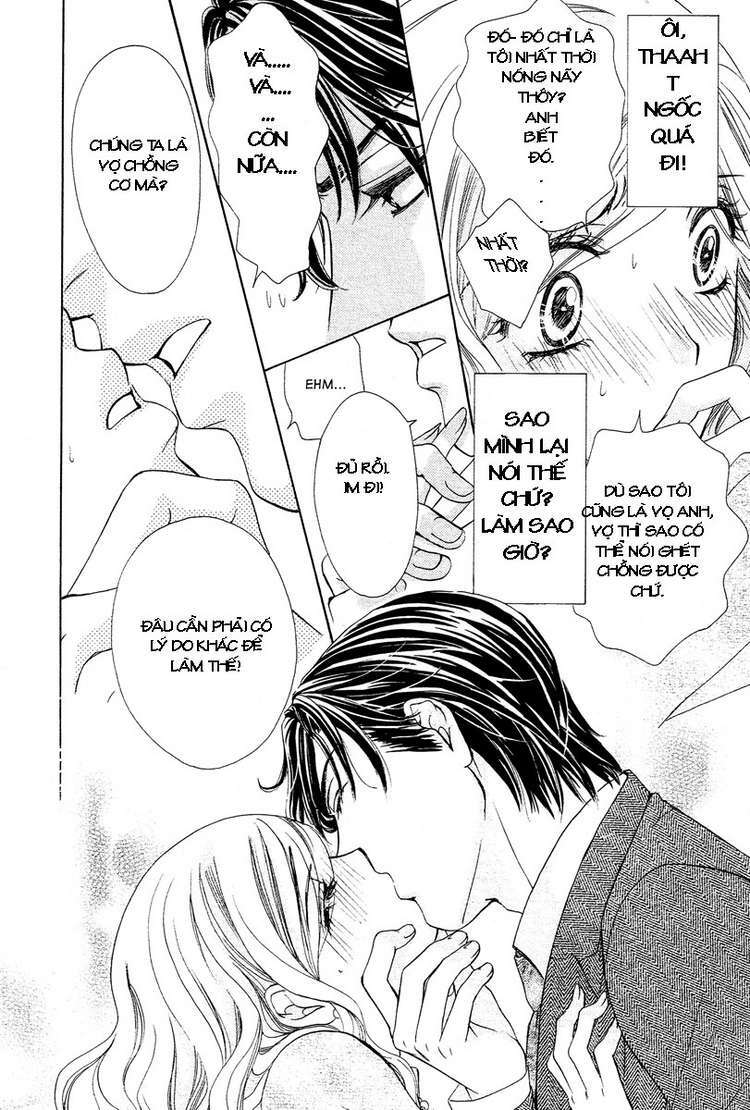 ÔI,
THAAH
T
NGỐC
QUÁ
ĐI!
ĐÓ- ĐÓ CHỈ LÀ
TÔI NHẤT THỜI
NÓNG NÃY
THÔY?
ANH
BIẾT
ĐÓ.
.
.
.
NHẤT
THỜI?
VÀ.....
VÀ....
...
CÒN
NỮA....
CHÚNG TA LÀ
VỢ CHỒNG
CƠ MÀ?
DÙ SAO TÔI
CŨNG LÀ VỌ ANH,
VỢ THÌ SAO CÓ
THỂ NÓI GHÉT
CHỒNG ĐƯỢC
CHỨ.
SAO
MÌNH LẠI
NÓI THẾ
CHỨ?
LÀM SAO
GIỜ?
EHM...
ĐỦ RỒI.
IM ĐI!
ĐÂU CẦN PHẢI CÓ
LÝ DO KHÁC ĐỂ
LÀM THẾ!